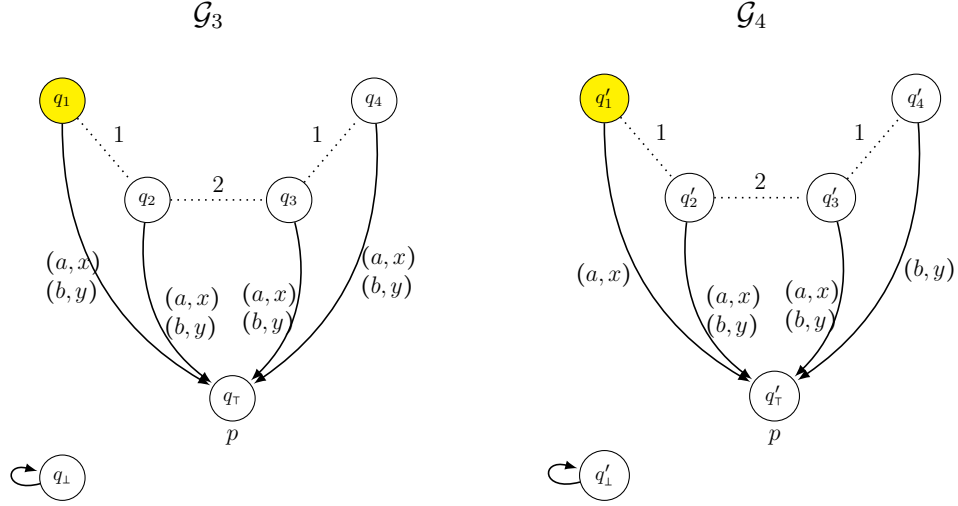 𝒢₃
𝒢₄
q₁
q₄
1
1
2
q₂
q₃
(a, x)
(b, y)
(a, x)
(b, y)
(a, x)
(b, y)
(a, x)
(b, y)
q⊤
p
q⊥
q′₁
q′₄
1
1
2
q′₂
q′₃
(a, x)
(a, x)
(b, y)
(a, x)
(b, y)
(b, y)
q′⊤
p
q′⊥